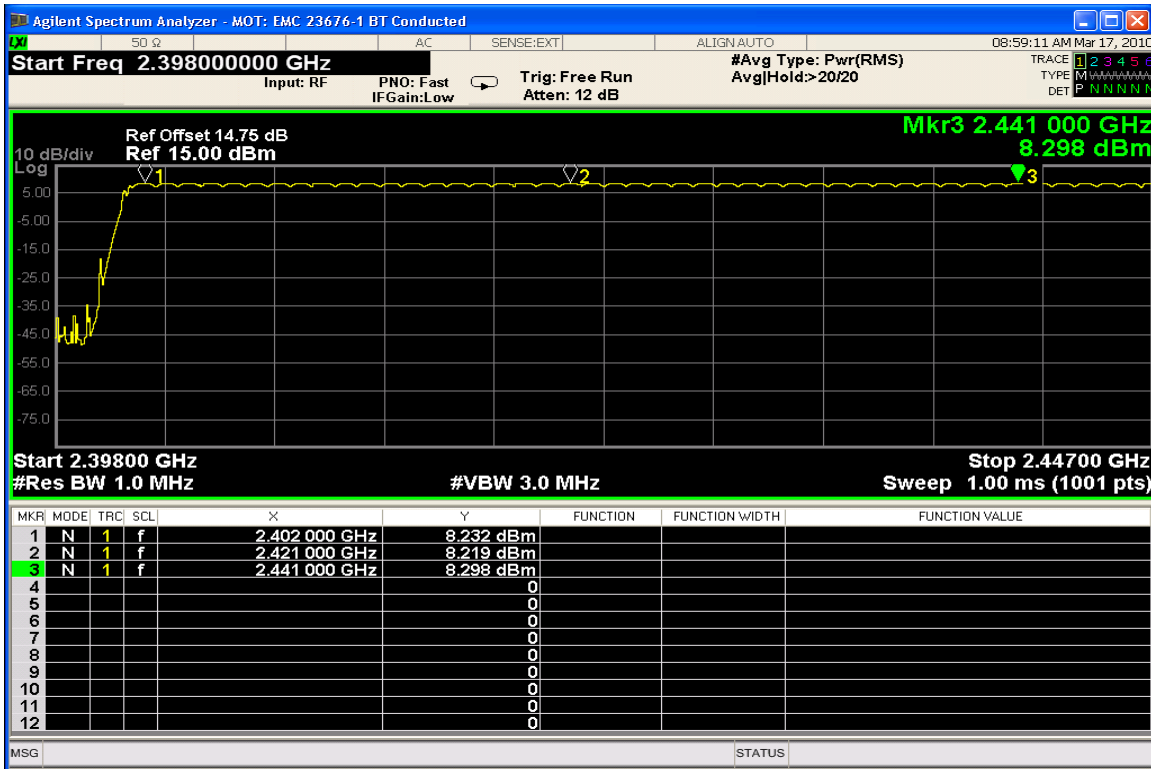 Agilent Spectrum Analyzer - MOT: EMC 23676-1 BT Conducted
LXI 50 Ω AC SENSE:EXT ALIGNAUTO 08:59:11 AM Mar 17, 2010
Start Freq 2.398000000 GHz
Input: RF PNO: Fast IFGain:Low
Trig: Free Run
Atten: 12 dB
#Avg Type: Pwr(RMS)
Avg|Hold:>20/20
TRACE 1 2 3 4 5 6
TYPE M
DET P N N N N N
Mkr3 2.441 000 GHz
8.298 dBm
Ref Offset 14.75 dB
10 dB/div Ref 15.00 dBm
Log
1 2 3
5.00
-5.00
-15.0
-25.0
-35.0
-45.0
-55.0
-65.0
-75.0
Start 2.39800 GHz Stop 2.44700 GHz
#Res BW 1.0 MHz #VBW 3.0 MHz Sweep 1.00 ms (1001 pts)
MKR MODE TRC SCL X Y FUNCTION FUNCTION WIDTH FUNCTION VALUE
1 N 1 f 2.402 000 GHz 8.232 dBm
2 N 1 f 2.421 000 GHz 8.219 dBm
3 N 1 f 2.441 000 GHz 8.298 dBm
4 0
5 0
6 0
7 0
8 0
9 0
10 0
11 0
12 0
MSG STATUS